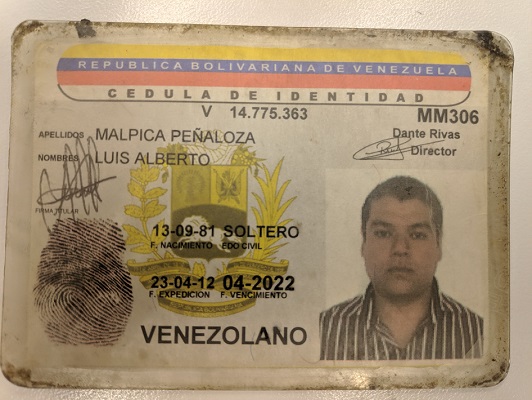 REPUBLICA BOLIVARIANA DE VENEZUELA
CEDULA DE IDENTIDAD
V 14.775.363
MM306
APELLIDOS MALPICA PEÑALOZA
Dante Rivas
Director
NOMBRES LUIS ALBERTO
FIRMA TITULAR
13-09-81 SOLTERO
F. NACIMIENTO EDO CIVIL
23-04-12 04-2022
F. EXPEDICION F. VENCIMIENTO
VENEZOLANO